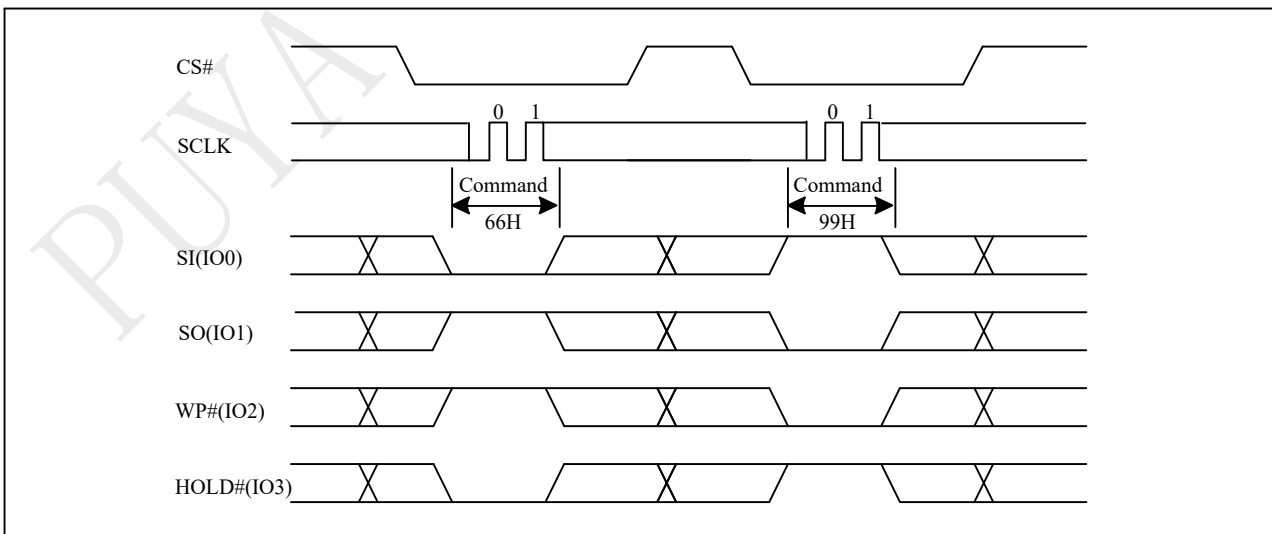 PUYA
CS#
0 1 0 1
SCLK
Command Command
66H 99H
SI(IO0)
SO(IO1)
WP#(IO2)
HOLD#(IO3)